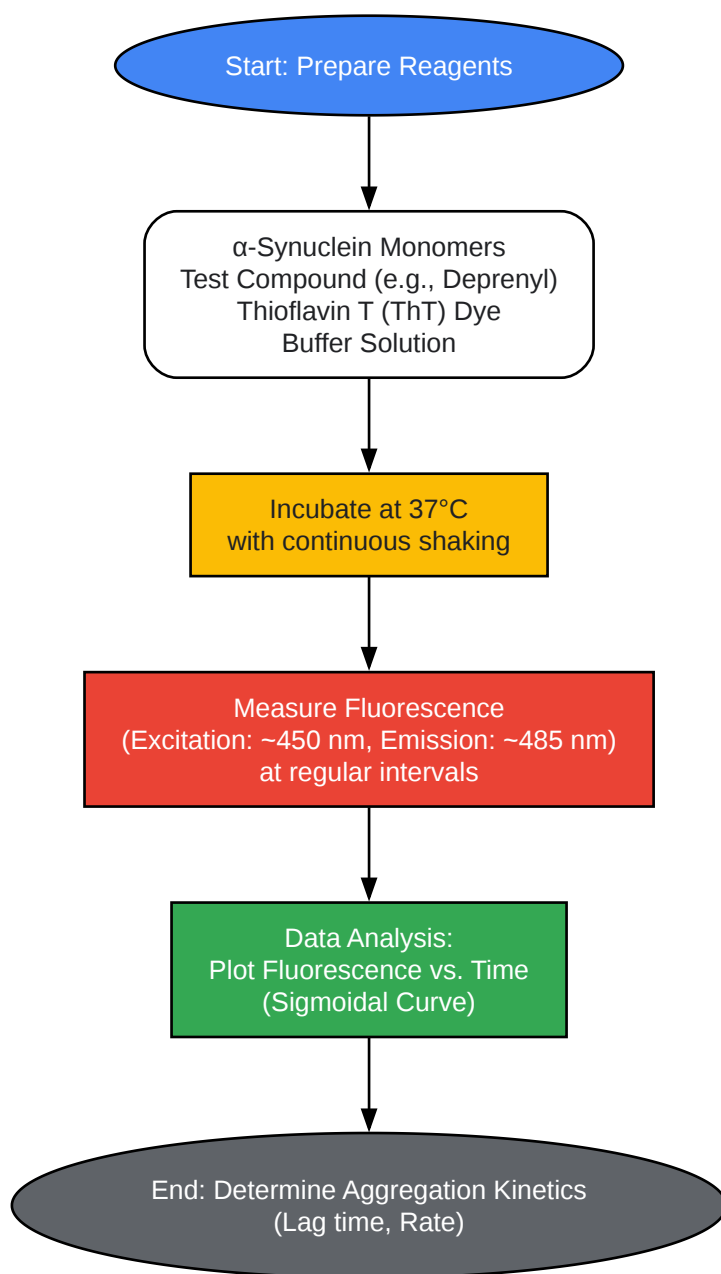 Start: Prepare Reagents
α-Synuclein Monomers
Test Compound (e.g., Deprenyl)
Thioflavin T (ThT) Dye
Buffer Solution
Incubate at 37°C
with continuous shaking
Measure Fluorescence
(Excitation: ~450 nm, Emission: ~485 nm)
at regular intervals
Data Analysis:
Plot Fluorescence vs. Time
(Sigmoidal Curve)
End: Determine Aggregation Kinetics
(Lag time, Rate)